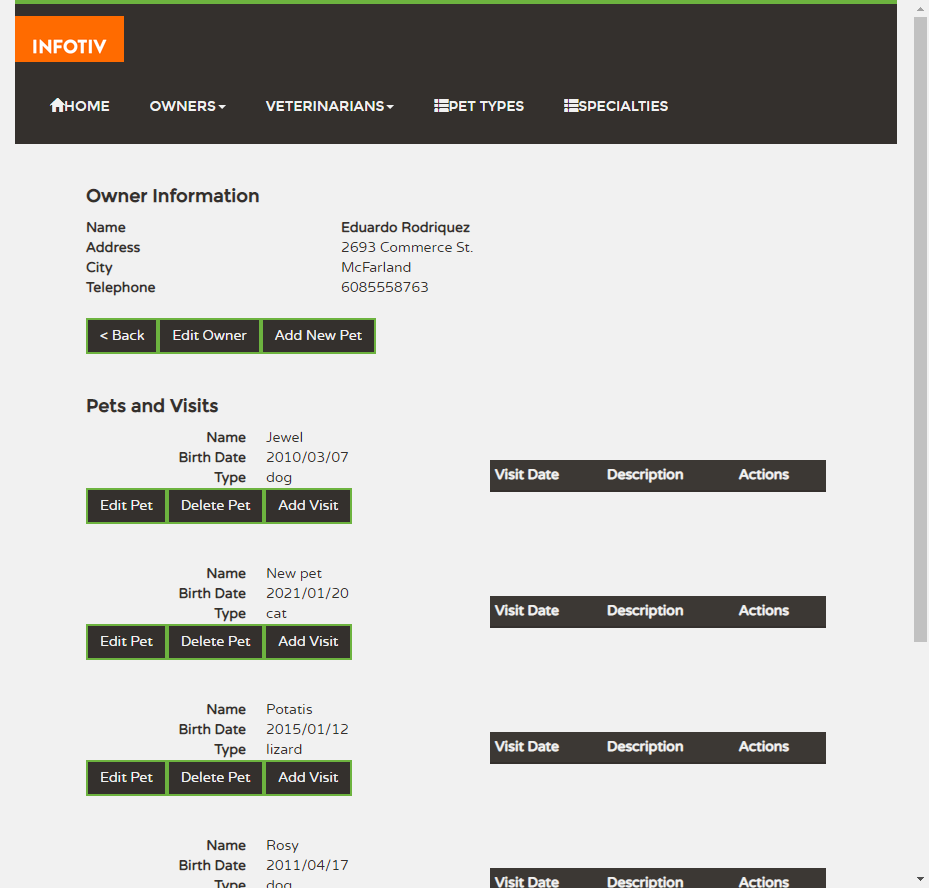 INFOTIV
HOME OWNERS VETERINARIANS PET TYPES SPECIALTIES
Owner Information
Name Eduardo Rodriquez
Address 2693 Commerce St.
City McFarland
Telephone 6085558763
< Back Edit Owner Add New Pet
Pets and Visits
Name Jewel
Birth Date 2010/03/07
Type dog
Visit Date Description Actions
Edit Pet Delete Pet Add Visit
Name New pet
Birth Date 2021/01/20
Type cat
Visit Date Description Actions
Edit Pet Delete Pet Add Visit
Name Potatis
Birth Date 2015/01/12
Type lizard
Visit Date Description Actions
Edit Pet Delete Pet Add Visit
Name Rosy
Birth Date 2011/04/17
Type dog
Visit Date Description Actions